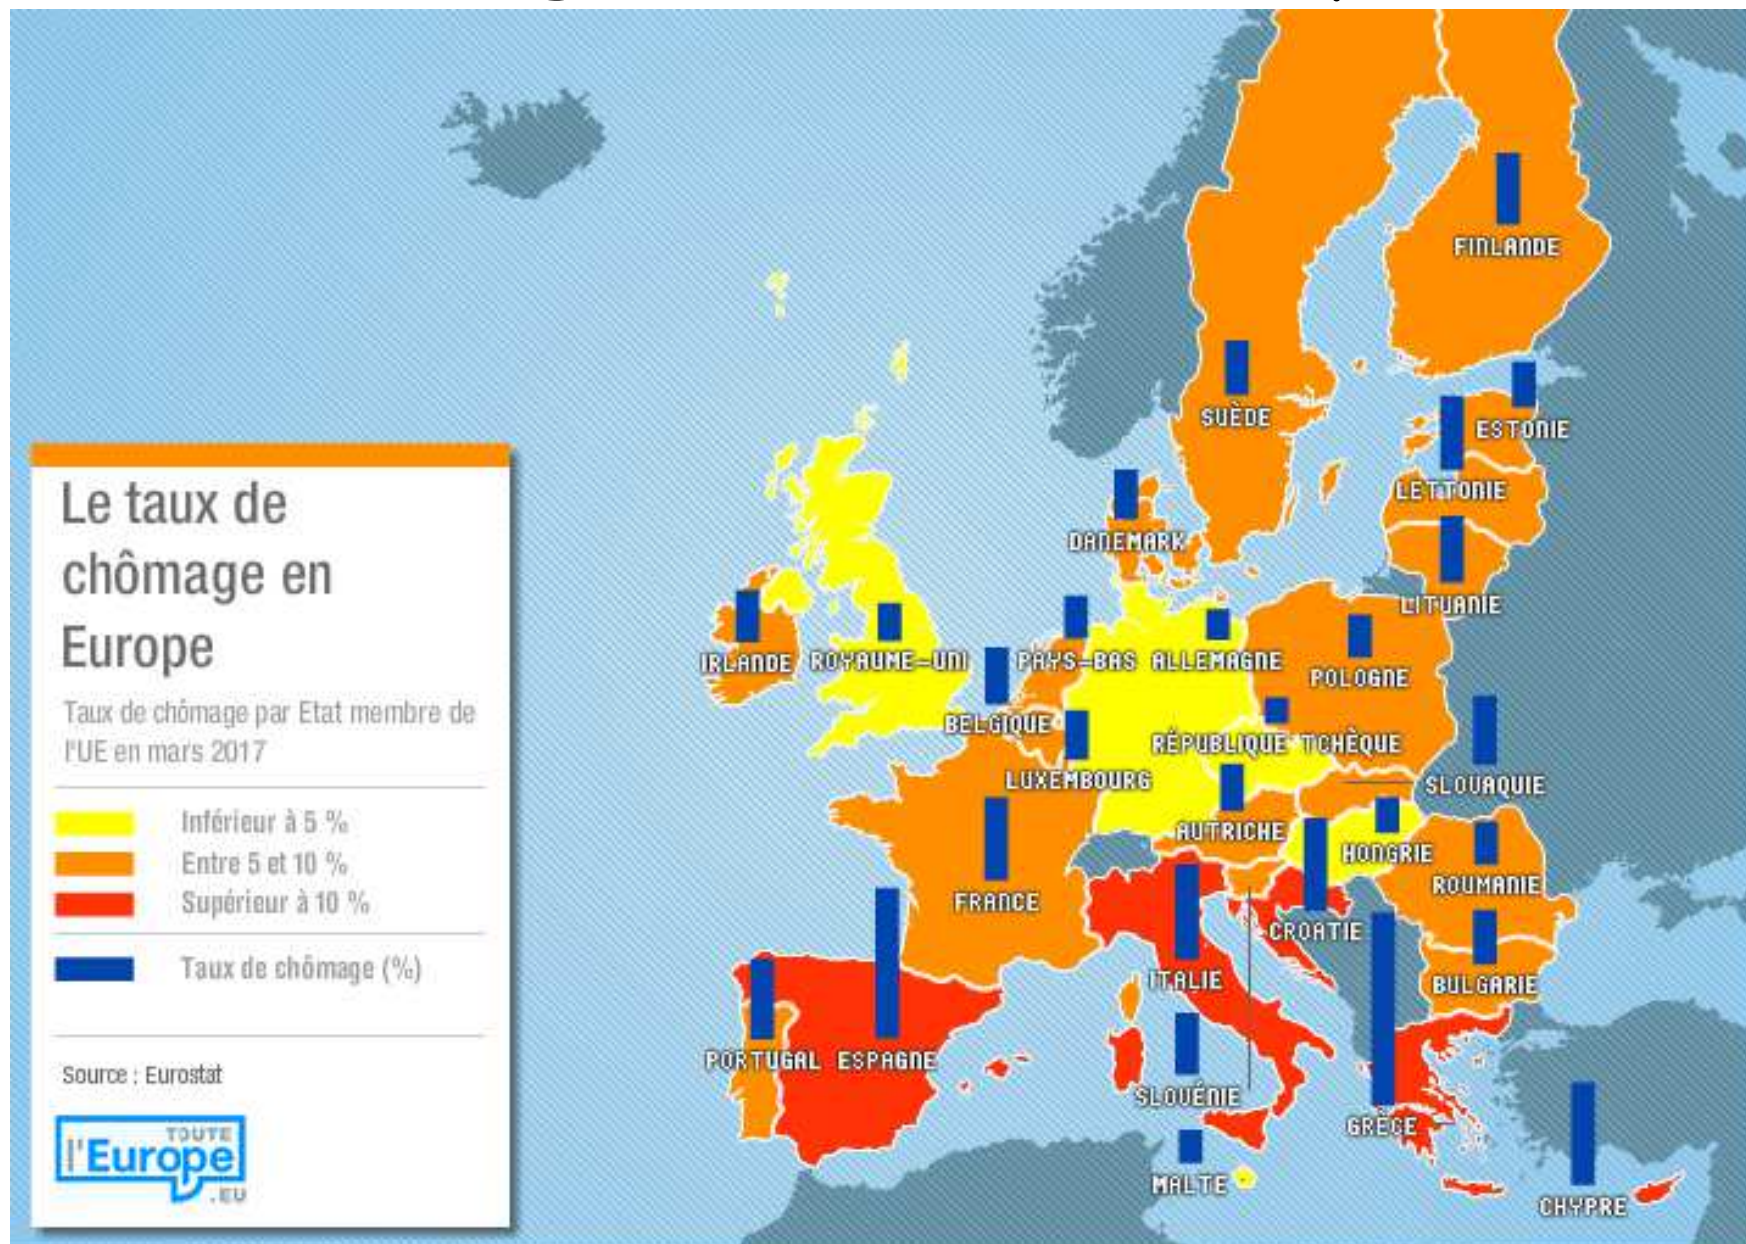 Le taux de
chômage en
Europe
Taux de chômage par Etat membre de
l'UE en mars 2017
Inférieur à 5 %
Entre 5 et 10 %
Supérieur à 10 %
Taux de chômage (%)
Source : Eurostat
TOUTE
l'Europe
.EU
FINLANDE
SUÈDE
ESTONIE
LETTONIE
DANEMARK
LITUANIE
IRLANDE
ROYAUME-UNI
PAYS-BAS
ALLEMAGNE
POLOGNE
BELGIQUE
RÉPUBLIQUE TCHÈQUE
LUXEMBOURG
SLOVAQUIE
AUTRICHE
HONGRIE
ROUMANIE
FRANCE
CROATIE
ITALIE
BULGARIE
PORTUGAL
ESPAGNE
SLOVÉNIE
GRÈCE
MALTE
CHYPRE